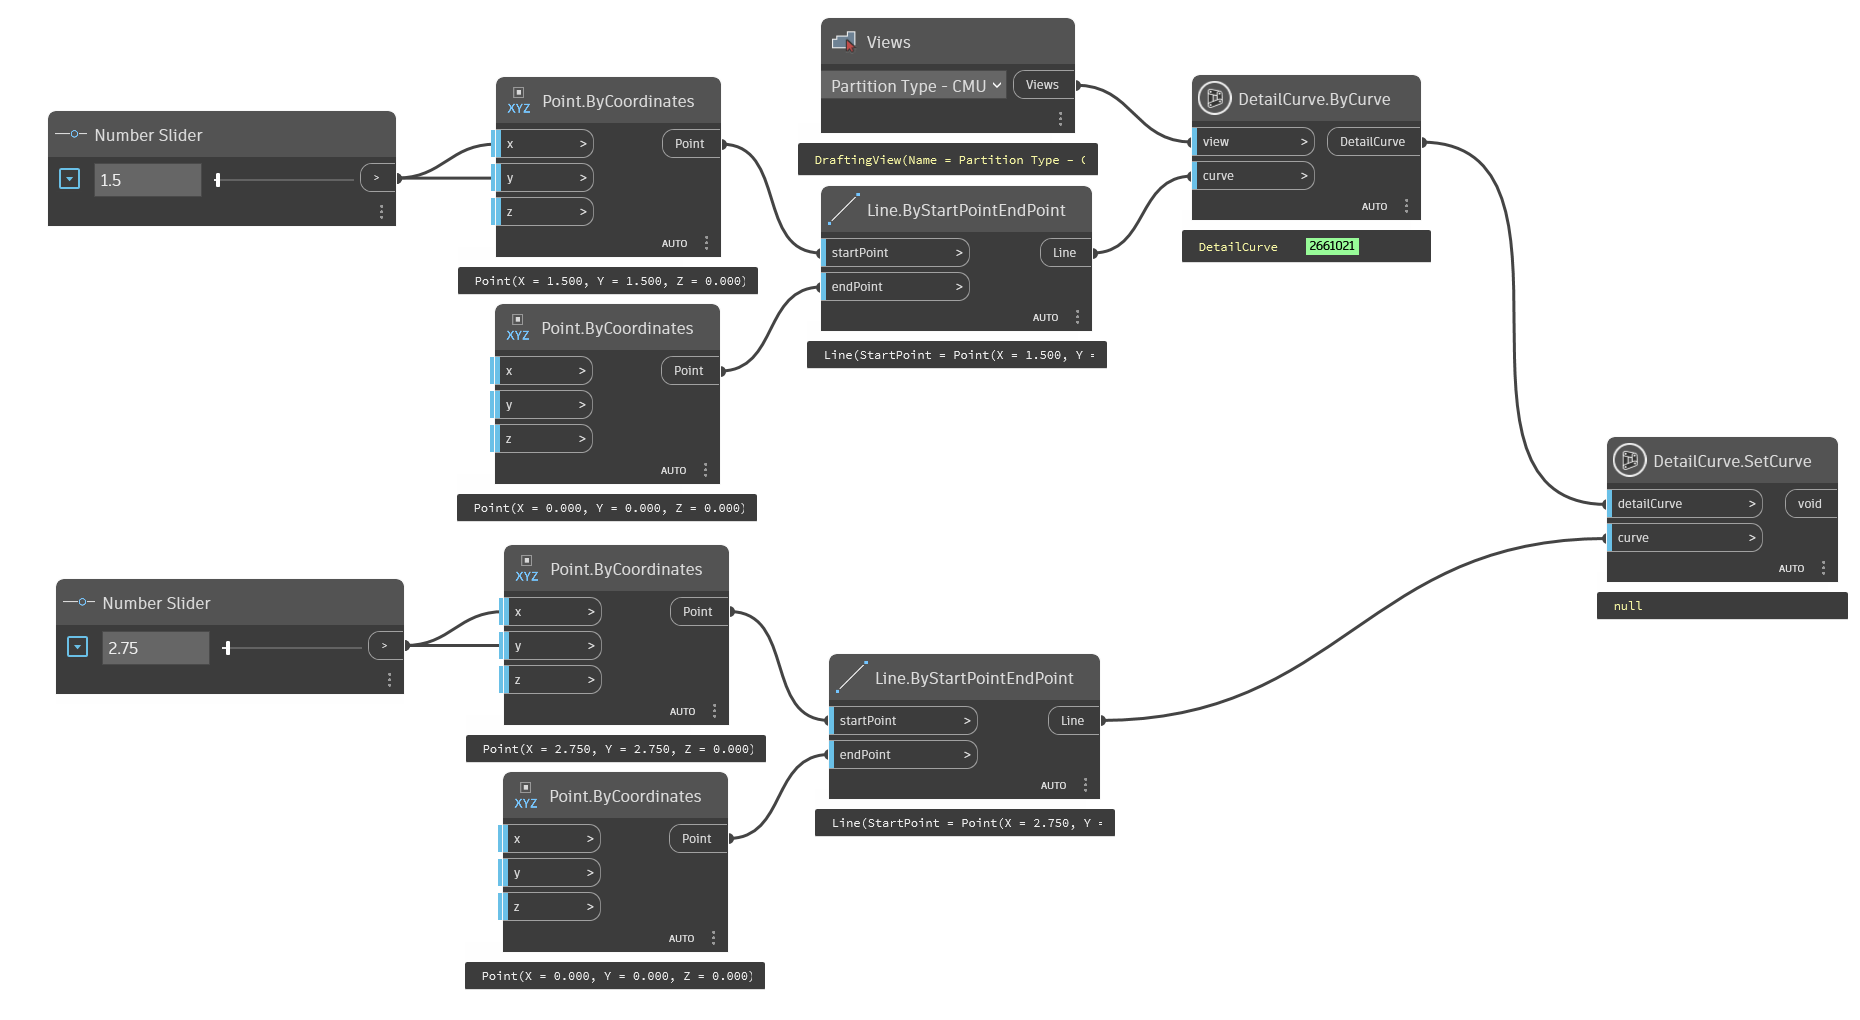 Number Slider
1.5
>
XYZ
Point.ByCoordinates
x >
Point
y >
z >
AUTO
Point(X = 1.500, Y = 1.500, Z = 0.000)
XYZ
Point.ByCoordinates
x >
Point
y >
z >
AUTO
Point(X = 0.000, Y = 0.000, Z = 0.000)
Views
Partition Type - CMU
Views
DraftingView(Name = Partition Type - C
Line.ByStartPointEndPoint
startPoint >
Line
endPoint >
AUTO
Line(StartPoint = Point(X = 1.500, Y =
DetailCurve.ByCurve
view >
DetailCurve
curve >
AUTO
DetailCurve 2661021
Number Slider
2.75
>
XYZ
Point.ByCoordinates
x >
Point
y >
z >
AUTO
Point(X = 2.750, Y = 2.750, Z = 0.000)
XYZ
Point.ByCoordinates
x >
Point
y >
z >
AUTO
Point(X = 0.000, Y = 0.000, Z = 0.000)
Line.ByStartPointEndPoint
startPoint >
Line
endPoint >
AUTO
Line(StartPoint = Point(X = 2.750, Y =
DetailCurve.SetCurve
detailCurve >
void
curve >
AUTO
null